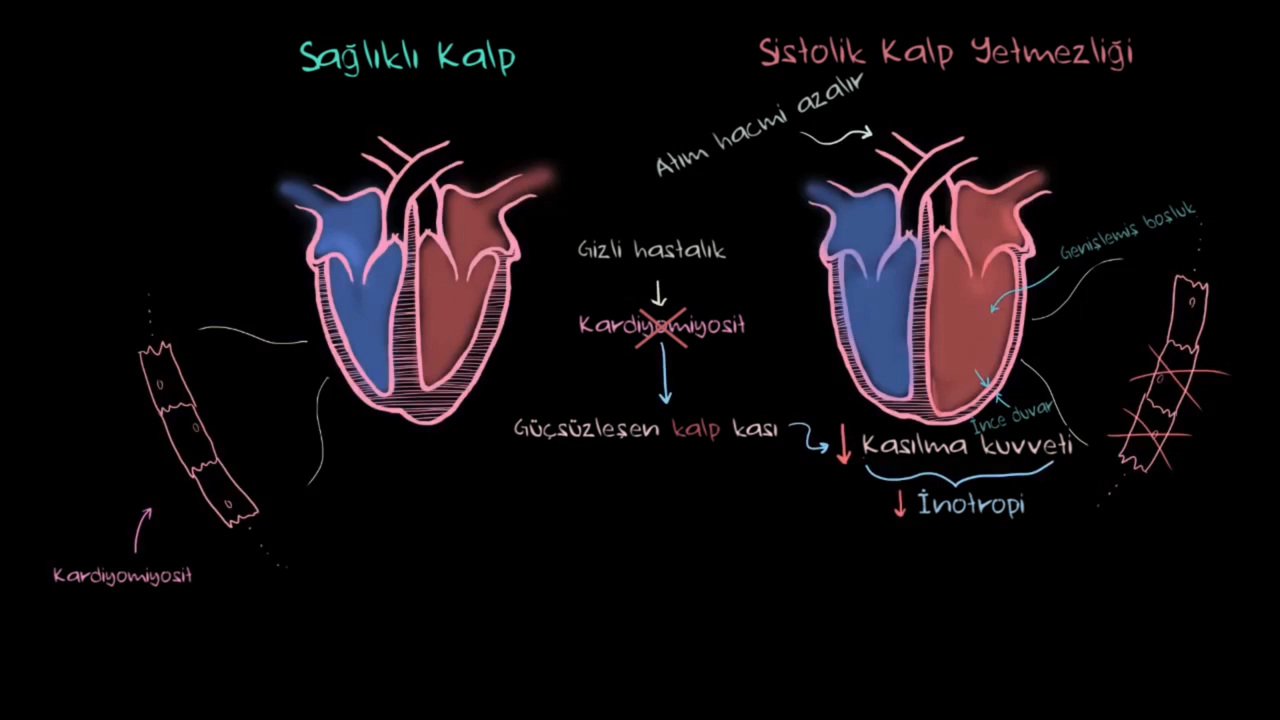 Sağlıklı Kalp
Sistolik Kalp Yetmezliği
Atım hacmi azalır
Genişlemiş boşluk
Gizli hastalık
Kardiyomiyosit
Güçsüzleşen kalp kası
İnce duvar
Kasılma kuvveti
İnotropi
Kardiyomiyosit